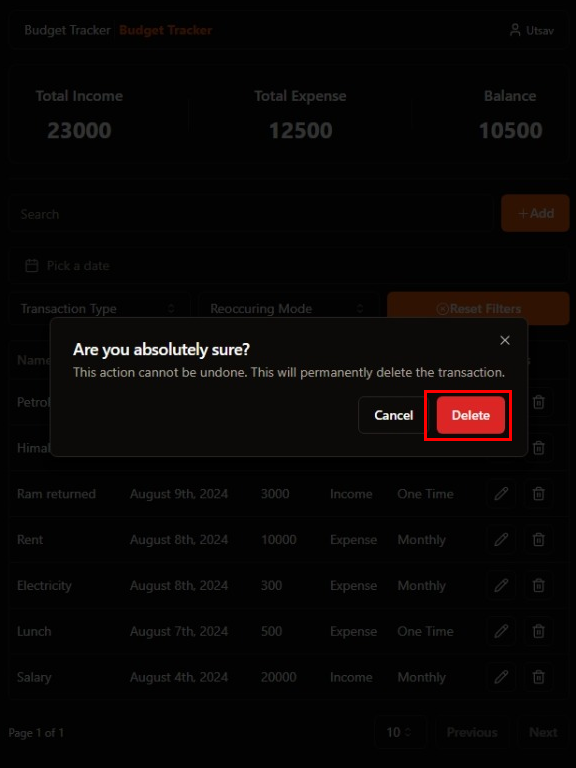 Budget Tracker Budget Tracker Utsav
Total Income Total Expense Balance
23000 12500 10500
Search +Add
Pick a date
Transaction Type Reoccuring Mode Reset Filters
Are you absolutely sure?
Name
This action cannot be undone. This will permanently delete the transaction.
Petrol
Cancel Delete
Ram returned August 9th, 2024 3000 Income One Time
Rent August 8th, 2024 10000 Expense Monthly
Electricity August 8th, 2024 300 Expense Monthly
Lunch August 7th, 2024 500 Expense One Time
Salary August 4th, 2024 20000 Income Monthly
Page 1 of 1 10 Previous Next